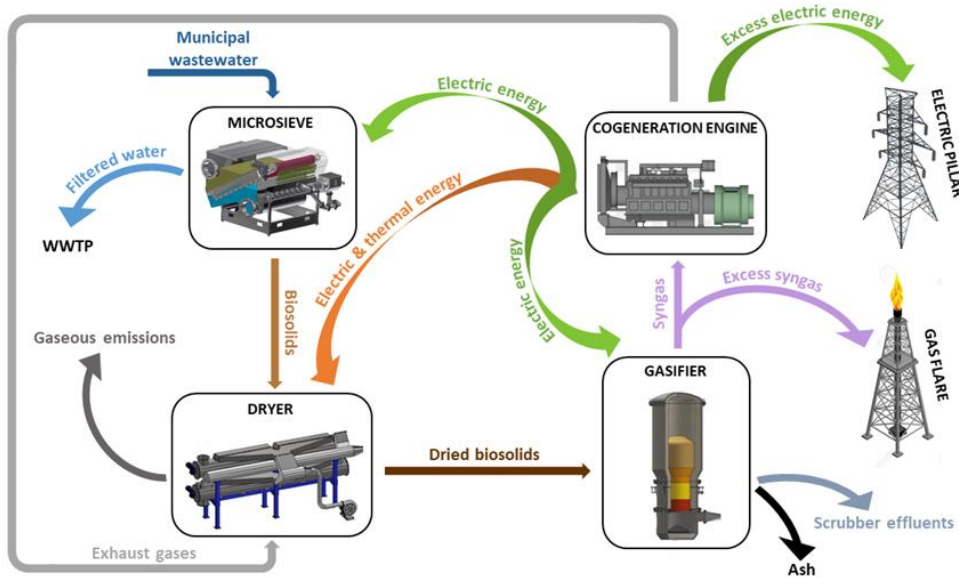 Municipal
wastewater
Excess electric energy
Electric energy
MICROSIEVE
COGENERATION ENGINE
ELECTRIC PILLAR
Filtered water
WWTP
Electric & thermal energy
Electric energy
Biosolids
Syngas
Excess syngas
Gaseous emissions
GASIFIER
GAS FLARE
DRYER
Dried biosolids
Scrubber effluents
Exhaust gases
Ash